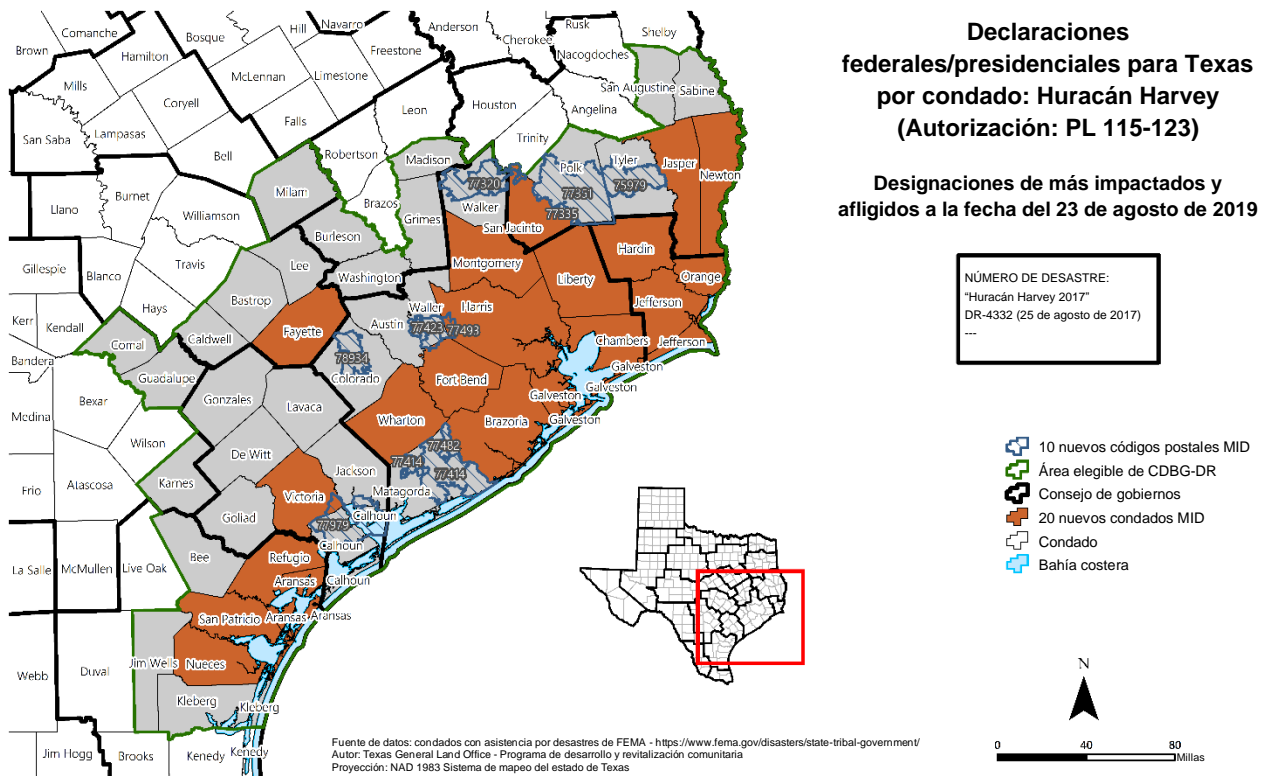 Declaraciones
federales/presidenciales para Texas
por condado: Huracán Harvey
(Autorización: PL 115-123)
Designaciones de más impactados y
afligidos a la fecha del 23 de agosto de 2019
NÚMERO DE DESASTRE:
“Huracán Harvey 2017”
DR-4332 (25 de agosto de 2017)
---
10 nuevos códigos postales MID
Área elegible de CDBG-DR
Consejo de gobiernos
20 nuevos condados MID
Condado
Bahía costera
N
0 40 80
Millas
Comanche
Hill
Navarro
Anderson
Rusk
Shelby
Brown
Hamilton
Bosque
Freestone
Cherokee
Nacogdoches
Mills
McLennan
Limestone
San Augustine
Sabine
Coryell
Leon
Houston
Angelina
San Saba
Lampasas
Falls
Trinity
Bell
Robertson
Madison
Polk
Tyler
Jasper
Newton
Milam
77320
77351
75979
Burnet
Llano
Williamson
Brazos
Grimes
Walker
77335
San Jacinto
Burleson
Hardin
Travis
Lee
Washington
Montgomery
Liberty
Orange
Gillespie
Blanco
Hays
Bastrop
Waller
Harris
Jefferson
Kerr
Kendall
Fayette
Austin
77423
77493
Comal
Caldwell
78934
Chambers
Jefferson
Bandera
Guadalupe
Colorado
Fort Bend
Galveston
Galveston
Galveston
Galveston
Medina
Bexar
Gonzales
Lavaca
Wharton
Brazoria
Wilson
77482
De Witt
77414
77414
Frio
Atascosa
Karnes
Jackson
Matagorda
Victoria
Calhoun
Goliad
77979
Calhoun
Bee
Refugio
La Salle
McMullen
Live Oak
Aransas
Calhoun
San Patricio
Aransas
Aransas
Jim Wells
Nueces
Webb
Duval
Kleberg
Kleberg
Jim Hogg
Brooks
Kenedy
Kenedy
Fuente de datos: condados con asistencia por desastres de FEMA - https://www.fema.gov/disasters/state-tribal-government/
Autor: Texas General Land Office - Programa de desarrollo y revitalización comunitaria
Proyección: NAD 1983 Sistema de mapeo del estado de Texas